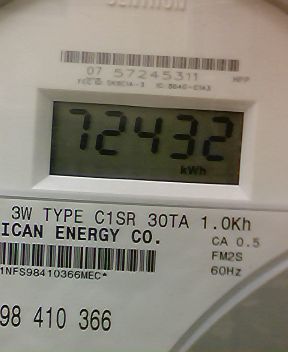 07 57245311 HPP
72432
kWh
3W TYPE C1SR 30TA 1.0Kh
ICAN ENERGY CO.
CA 0.5
FM2S
60Hz
1NFS98410366MEC*
98 410 366